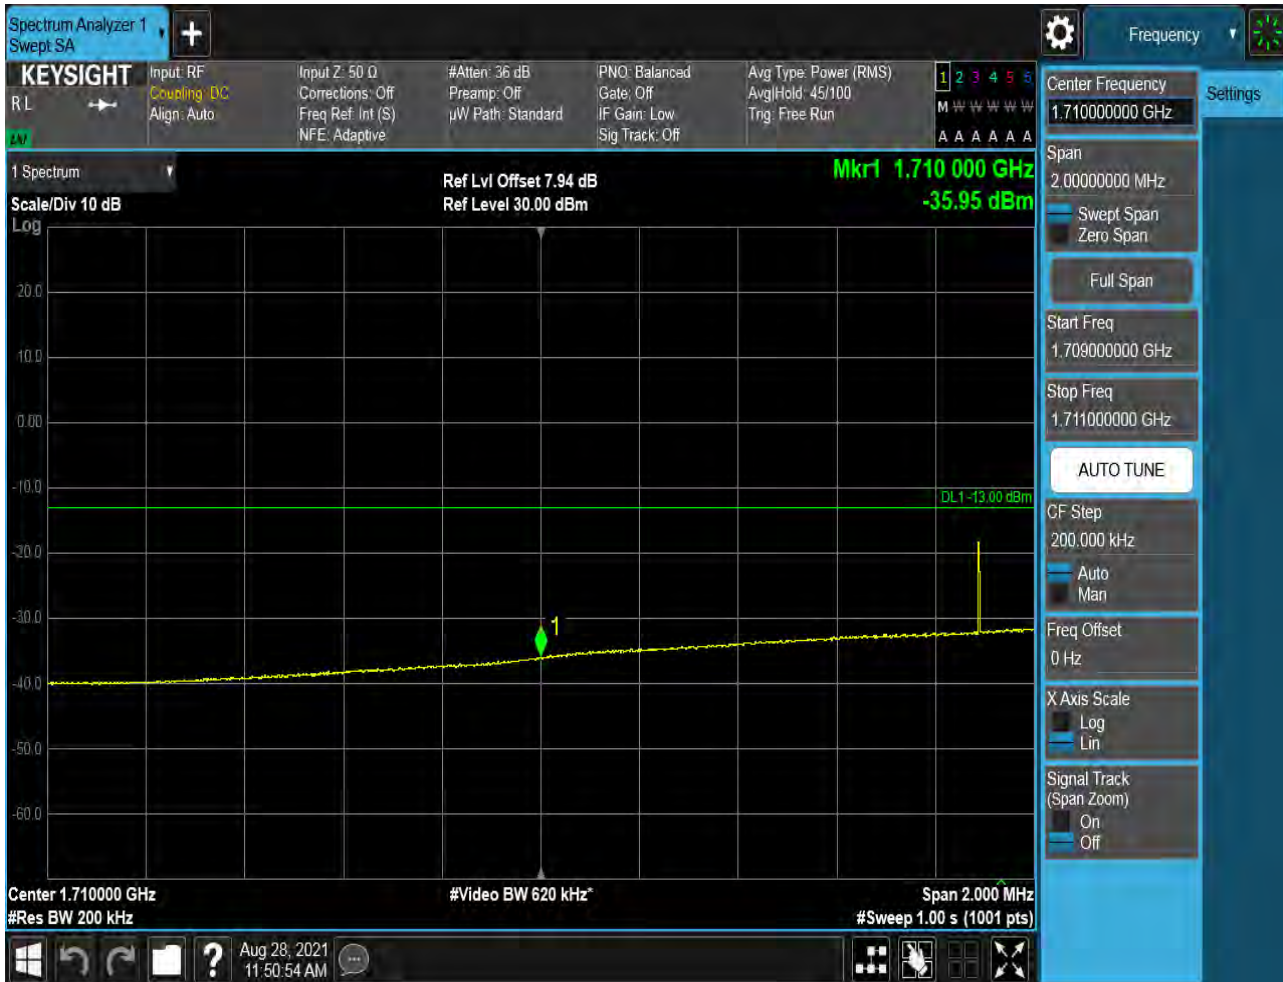 Spectrum Analyzer 1
Swept SA
Frequency
KEYSIGHT
R L
LNI
Input: RF
Coupling: DC
Align: Auto
Input Z: 50 Ω
Corrections: Off
Freq Ref: Int (S)
NFE: Adaptive
#Atten: 36 dB
Preamp: Off
µW Path: Standard
PNO: Balanced
Gate: Off
IF Gain: Low
Sig Track: Off
Avg Type: Power (RMS)
Avg|Hold: 45/100
Trig: Free Run
1 2 3 4 5 6
M W W W W W
A A A A A A
1 Spectrum
Scale/Div 10 dB
Log
Ref Lvl Offset 7.94 dB
Ref Level 30.00 dBm
Mkr1 1.710 000 GHz
-35.95 dBm
20.0
10.0
0.00
-10.0
-20.0
-30.0
-40.0
-50.0
-60.0
DL1 -13.00 dBm
1
Center 1.710000 GHz
#Res BW 200 kHz
#Video BW 620 kHz*
Span 2.000 MHz
#Sweep 1.00 s (1001 pts)
Center Frequency
1.710000000 GHz
Settings
Span
2.00000000 MHz
Swept Span
Zero Span
Full Span
Start Freq
1.709000000 GHz
Stop Freq
1.711000000 GHz
AUTO TUNE
CF Step
200.000 kHz
Auto
Man
Freq Offset
0 Hz
X Axis Scale
Log
Lin
Signal Track
(Span Zoom)
On
Off
?
Aug 28, 2021
11:50:54 AM